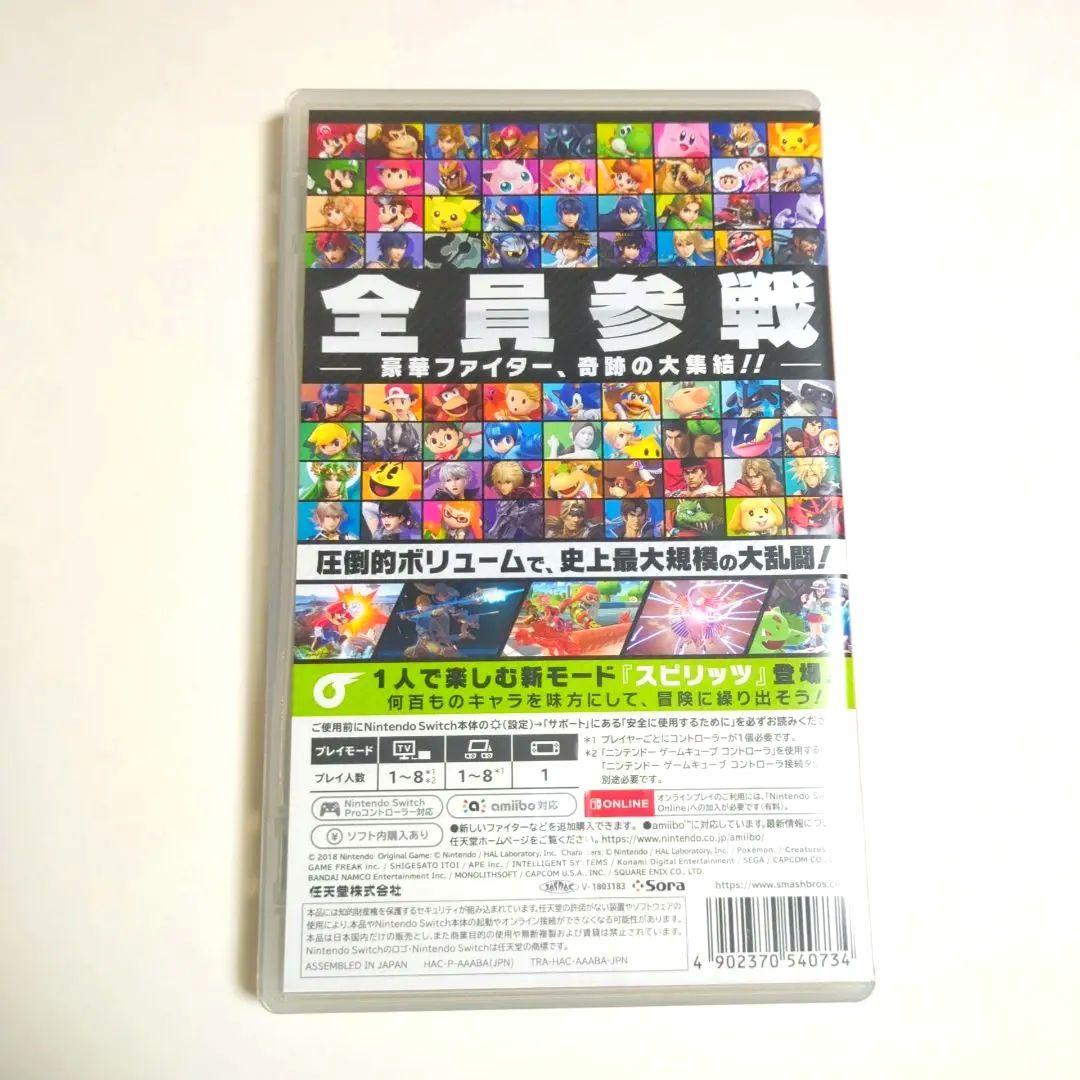 全員参戦
豪華ファイター、奇跡の大集結!!
圧倒的ボリュームで、史上最大規模の大乱闘!
1人で楽しむ新モード『スピリッツ』登場
何百ものキャラを味方にして、冒険に繰り出そう!
ご使用前にNintendo Switch本体の(設定)→「サポート」にある「安全に使用するために」を必ずお読みくださ
プレイモード TV
プレイ人数 1～8*1 *2 1～8*1 1
*1 プレイヤーごとにコントローラーが1個必要です。
*2 「ニンテンドー ゲームキューブ コントローラ」を使用する
「ニンテンドー ゲームキューブ コントローラ接続タ
別途必要です。
Nintendo Switch
Proコントローラー対応
amiibo 対応
ONLINE
オンラインプレイのご利用には、「Nintendo Sw
Online」への加入が必要です(有料)。
¥ ソフト内購入あり
●新しいファイターなどを追加購入できます。 ●amiibo™に対応しています。最新情報につ
任天堂ホームページをご覧ください。https://www.nintendo.co.jp/amiibo/
© 2018 Nintendo Original Game: © Nintendo / HAL Laboratory, Inc. Characters: © Nintendo / HAL Laboratory, Inc. / Pokémon. / Creatures
GAME FREAK inc. / SHIGESATO ITOI / APE inc. / INTELLIGENT SYSTEMS / Konami Digital Entertainment / SEGA / CAPCOM CO
BANDAI NAMCO Entertainment Inc. / MONOLITHSOFT / CAPCOM U.S.A., INC. / SQUARE ENIX CO., LTD.
任天堂株式会社
JASRAC V-1803183 Sora https://www.smashbros.co
本品には知的財産権を保護するセキュリティが組み込まれています。任天堂の許諾がない装置やソフトウェアの
使用により、本品やNintendo Switch本体の起動やオンライン接続ができなくなる可能性があります。
本品は日本国内だけの販売とし、また商業目的の使用や無断複製および賃貸は禁止されています。
Nintendo Switchのロゴ・Nintendo Switchは任天堂の商標です。
ASSEMBLED IN JAPAN HAC-P-AAABA(JPN) TRA-HAC-AAABA-JPN
4 902370 540734